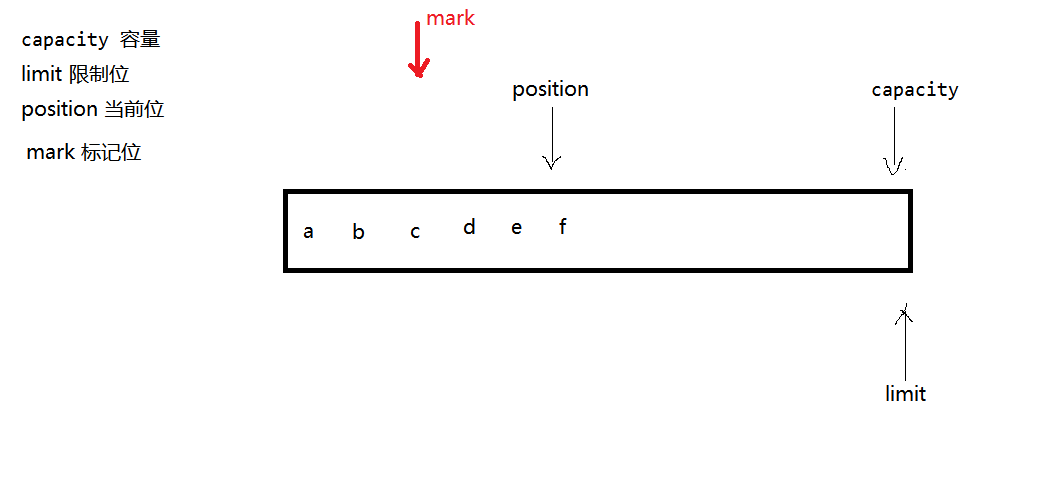 capacity 容量
limit 限制位
position 当前位
mark 标记位
mark
position
capacity
a b c d e f
limit